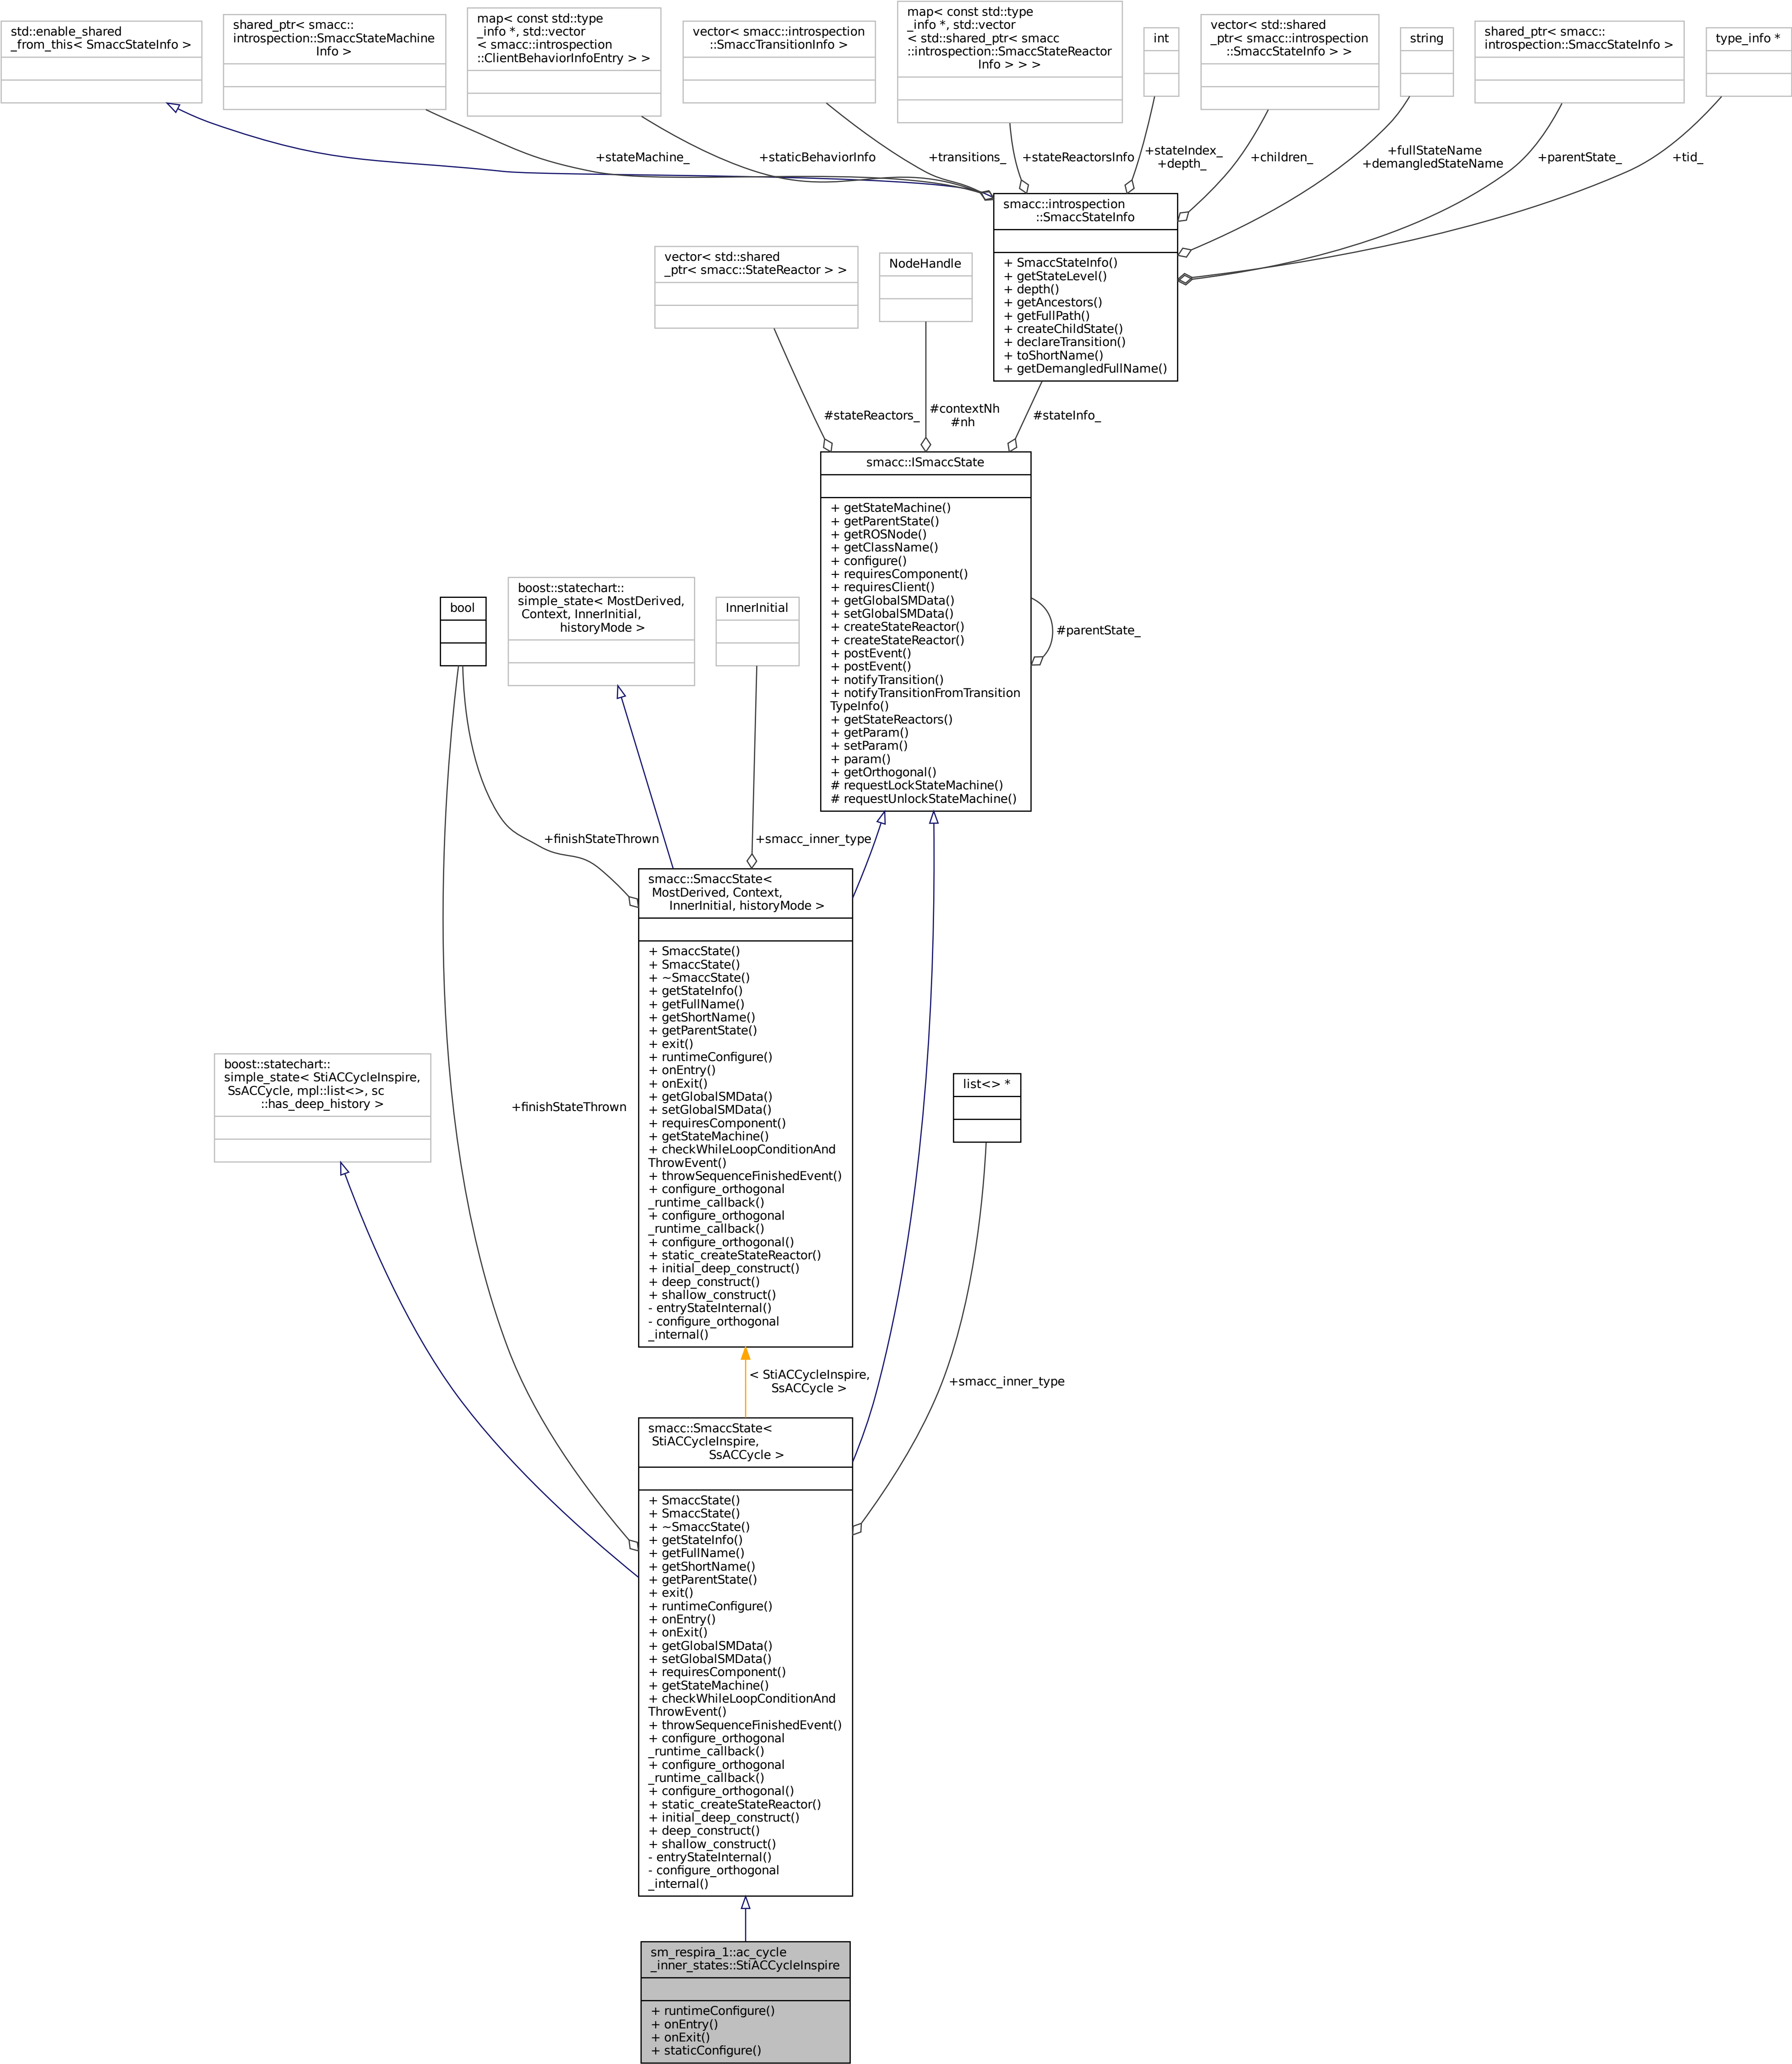 std::enable_shared
_from_this< SmaccStateInfo >
shared_ptr< smacc::
introspection::SmaccStateMachine
Info >
map< const std::type
_info *, std::vector
< smacc::introspection
::ClientBehaviorInfoEntry > >
vector< smacc::introspection
::SmaccTransitionInfo >
map< const std::type
_info *, std::vector
< std::shared_ptr< smacc
::introspection::SmaccStateReactor
Info > > >
int
vector< std::shared
_ptr< smacc::introspection
::SmaccStateInfo > >
string
shared_ptr< smacc::
introspection::SmaccStateInfo >
type_info *
+stateMachine_
+staticBehaviorInfo
+transitions_
+stateReactorsInfo
+stateIndex_
+depth_
+children_
+fullStateName
+demangledStateName
+parentState_
+tid_
smacc::introspection
::SmaccStateInfo
+ SmaccStateInfo()
+ getStateLevel()
+ depth()
+ getAncestors()
+ getFullPath()
+ createChildState()
+ declareTransition()
+ toShortName()
+ getDemangledFullName()
vector< std::shared
_ptr< smacc::StateReactor > >
NodeHandle
#stateReactors_
#contextNh
#nh
#stateInfo_
smacc::ISmaccState
+ getStateMachine()
+ getParentState()
+ getROSNode()
+ getClassName()
+ configure()
+ requiresComponent()
+ requiresClient()
+ getGlobalSMData()
+ setGlobalSMData()
+ createStateReactor()
+ createStateReactor()
+ postEvent()
+ postEvent()
+ notifyTransition()
+ notifyTransitionFromTransition
TypeInfo()
+ getStateReactors()
+ getParam()
+ setParam()
+ param()
+ getOrthogonal()
# requestLockStateMachine()
# requestUnlockStateMachine()
#parentState_
bool
boost::statechart::
simple_state< MostDerived,
Context, InnerInitial,
historyMode >
InnerInitial
+finishStateThrown
+smacc_inner_type
smacc::SmaccState<
MostDerived, Context,
InnerInitial, historyMode >
+ SmaccState()
+ SmaccState()
+ ~SmaccState()
+ getStateInfo()
+ getFullName()
+ getShortName()
+ getParentState()
+ exit()
+ runtimeConfigure()
+ onEntry()
+ onExit()
+ getGlobalSMData()
+ setGlobalSMData()
+ requiresComponent()
+ getStateMachine()
+ checkWhileLoopConditionAnd
ThrowEvent()
+ throwSequenceFinishedEvent()
+ configure_orthogonal
_runtime_callback()
+ configure_orthogonal
_runtime_callback()
+ configure_orthogonal()
+ static_createStateReactor()
+ initial_deep_construct()
+ deep_construct()
+ shallow_construct()
- entryStateInternal()
- configure_orthogonal
_internal()
boost::statechart::
simple_state< StiACCycleInspire,
SsACCycle, mpl::list<>, sc
::has_deep_history >
+finishStateThrown
list<> *
< StiACCycleInspire,
SsACCycle >
+smacc_inner_type
smacc::SmaccState<
StiACCycleInspire,
SsACCycle >
+ SmaccState()
+ SmaccState()
+ ~SmaccState()
+ getStateInfo()
+ getFullName()
+ getShortName()
+ getParentState()
+ exit()
+ runtimeConfigure()
+ onEntry()
+ onExit()
+ getGlobalSMData()
+ setGlobalSMData()
+ requiresComponent()
+ getStateMachine()
+ checkWhileLoopConditionAnd
ThrowEvent()
+ throwSequenceFinishedEvent()
+ configure_orthogonal
_runtime_callback()
+ configure_orthogonal
_runtime_callback()
+ configure_orthogonal()
+ static_createStateReactor()
+ initial_deep_construct()
+ deep_construct()
+ shallow_construct()
- entryStateInternal()
- configure_orthogonal
_internal()
sm_respira_1::ac_cycle
_inner_states::StiACCycleInspire
+ runtimeConfigure()
+ onEntry()
+ onExit()
+ staticConfigure()